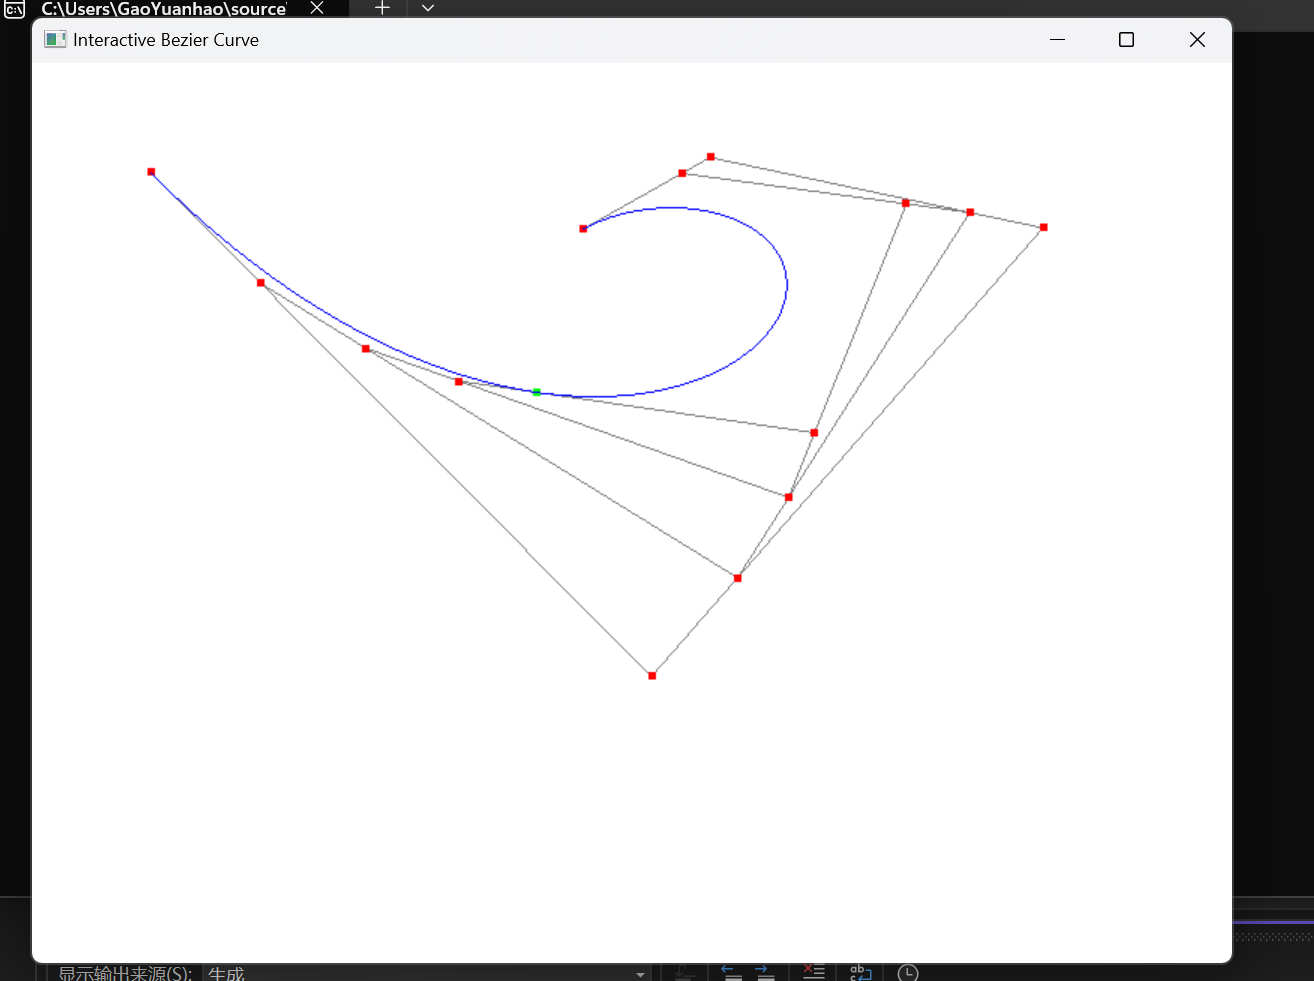 C:\Users\GaoYuanhao\source'
Interactive Bezier Curve
显示输出来源(S): 生成